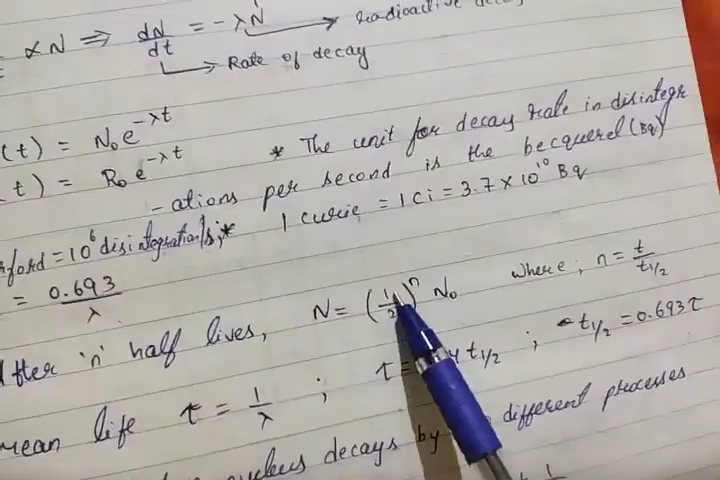 ∝ N ⇒ dN/dt = -λN → Radioactive
→ Rate of decay
(t) = N₀e^-λt
(t) = R₀e^-λt * The unit for decay rate in disintegr
-ations per second is the becquerel (Bq)
= 10⁶ disintegration/s; * 1 curie = 1 Ci = 3.7 × 10¹⁰ Bq
= 0.693/λ
After 'n' half lives, N = (1/2)^n N₀ where; n = t/t₁/₂
mean life τ = 1/λ ; τ = t₁/₂ ; t₁/₂ = 0.693τ
nucleus decays by different processes